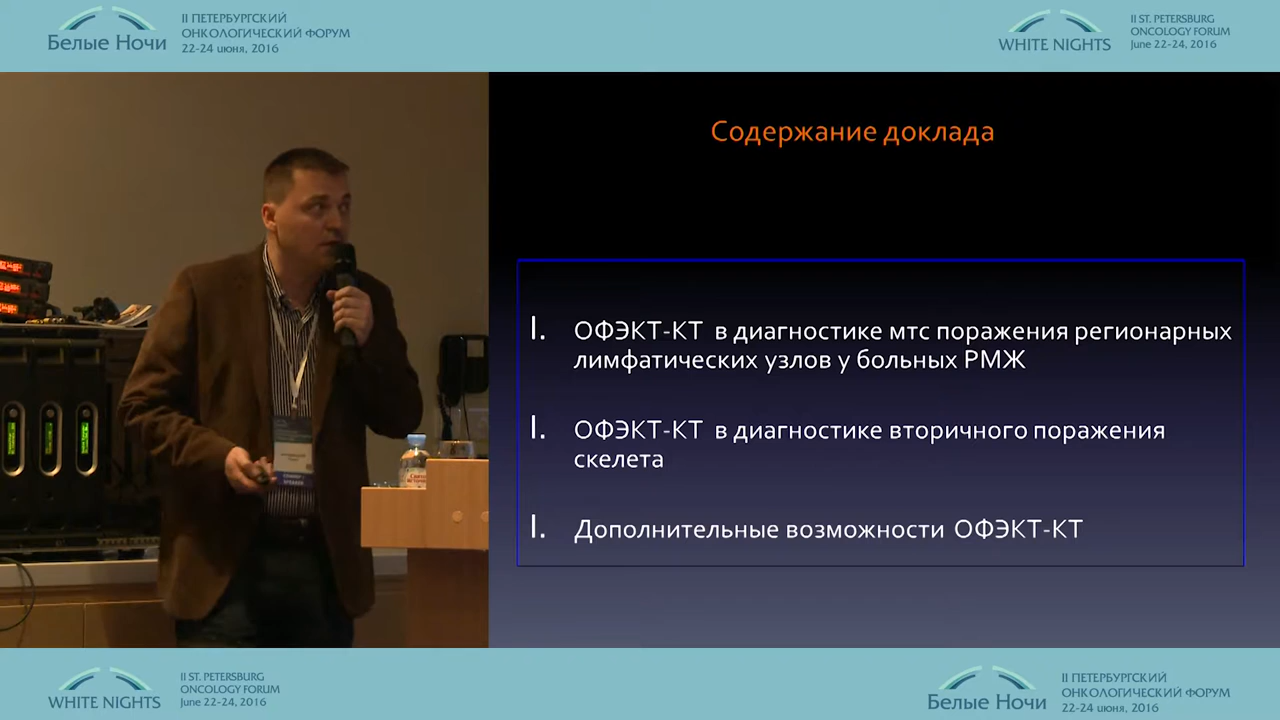 Белые Ночи
II ПЕТЕРБУРГСКИЙ
ОНКОЛОГИЧЕСКИЙ ФОРУМ
22-24 июня, 2016
WHITE NIGHTS
II ST. PETERSBURG
ONCOLOGY FORUM
June 22-24, 2016
Содержание доклада
I. ОФЭКТ-КТ в диагностике мтс поражения регионарных
лимфатических узлов у больных РМЖ
I. ОФЭКТ-КТ в диагностике вторичного поражения
скелета
I. Дополнительные возможности ОФЭКТ-КТ
WHITE NIGHTS
II ST. PETERSBURG
ONCOLOGY FORUM
June 22-24, 2016
Белые Ночи
II ПЕТЕРБУРГСКИЙ
ОНКОЛОГИЧЕСКИЙ ФОРУМ
22-24 июня, 2016